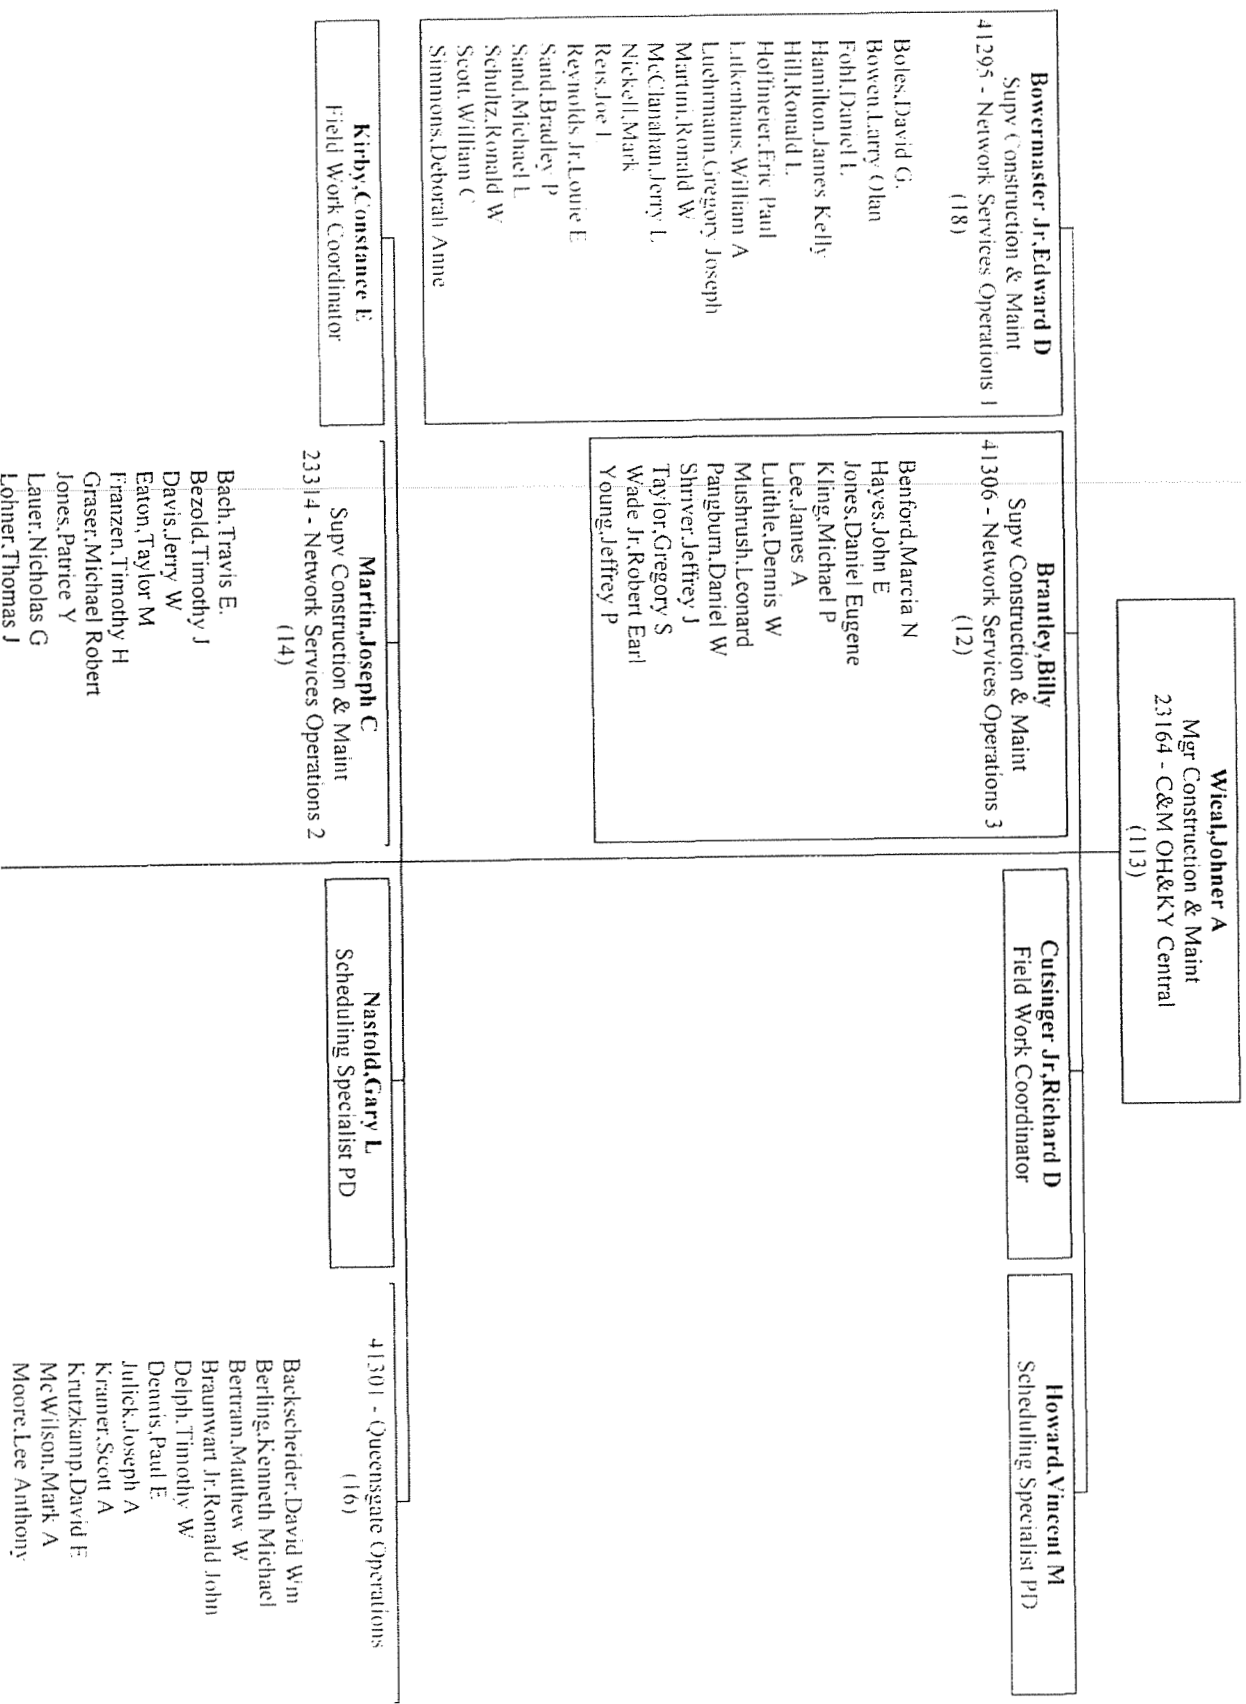 Wical,Johner A
Mgr Construction & Maint
23164 - C&M OH&KY Central
(113)
Bowermaster Jr,Edward D
Supv Construction & Maint
41295 - Network Services Operations 1
(18)
Boles,David G.
Bowen,Larry Olan
Fohl,Daniel L.
Hamilton,James Kelly
Hill,Ronald L.
Hoffmeier,Eric Paul
Litkenhaus,William A
Luehrmann,Gregory Joseph
Martini,Ronald W
McClanahan,Jerry L
Nickell,Mark
Reis,Joe L
Reynolds Jr,Louie E
Sand,Bradley P
Sand,Michael L
Schultz,Ronald W
Scott,William C
Simmons,Deborah Anne
Brantley,Billy
Supv Construction & Maint
41306 - Network Services Operations 3
(12)
Benford,Marcia N
Hayes,John E
Jones,Daniel Eugene
Kling,Michael P
Lee,James A
Luithle,Dennis W
Mushrush,Leonard
Pangburn,Daniel W
Shriver,Jeffrey J
Taylor,Gregory S
Wade Jr,Robert Earl
Young,Jeffrey P
Cutsinger Jr,Richard D
Field Work Coordinator
Howard,Vincent M
Scheduling Specialist PD
Kirby,Constance E
Field Work Coordinator
Martin,Joseph C
Supv Construction & Maint
23314 - Network Services Operations 2
(14)
Bach,Travis E.
Bezold,Timothy J
Davis,Jerry W
Eaton,Taylor M
Franzen,Timothy H
Graser,Michael Robert
Jones,Patrice Y
Lauer,Nicholas G
Lohner,Thomas J
Nastold,Gary L
Scheduling Specialist PD
41301 - Queensgate Operations
(16)
Backscheider,David Wm
Berling,Kenneth Michael
Bertram,Matthew W
Braunwart Jr,Ronald John
Delph,Timothy W
Dennis,Paul E
Julick,Joseph A
Kramer,Scott A
Krutzkamp,David E
McWilson,Mark A
Moore,Lee Anthony